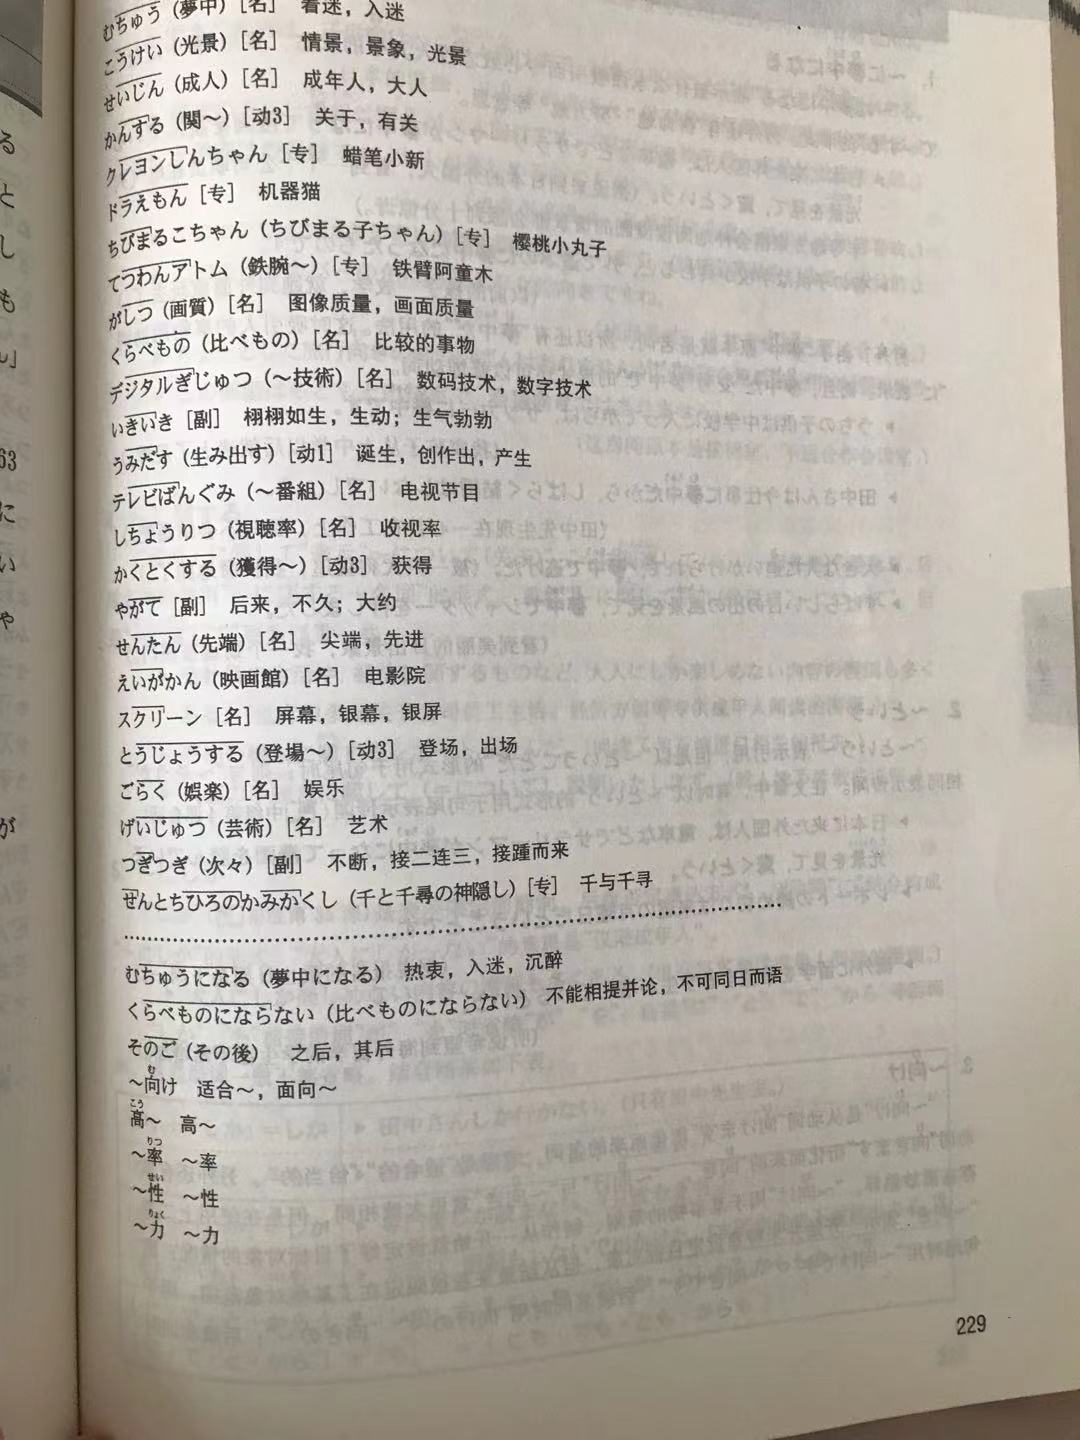 むちゅう（夢中）［名］ 着迷，入迷
こうけい（光景）［名］ 情景，景象，光景
せいじん（成人）［名］ 成年人，大人
かんする（関～）［动3］ 关于，有关
クレヨンしんちゃん［专］ 蜡笔小新
ドラえもん［专］ 机器猫
ちびまるこちゃん（ちびまる子ちゃん）［专］ 樱桃小丸子
てつわんアトム（鉄腕～）［专］ 铁臂阿童木
がしつ（画質）［名］ 图像质量，画面质量
くらべもの（比べもの）［名］ 比较的事物
デジタルぎじゅつ（～技術）［名］ 数码技术，数字技术
いきいき［副］ 栩栩如生，生动；生气勃勃
うみだす（生み出す）［动1］ 诞生，创作出，产生
テレビばんぐみ（～番組）［名］ 电视节目
しちょうりつ（視聴率）［名］ 收视率
かくとくする（獲得～）［动3］ 获得
やがて［副］ 后来，不久；大约
せんたん（先端）［名］ 尖端，先进
えいがかん（映画館）［名］ 电影院
スクリーン［名］ 屏幕，银幕，银屏
とうじょうする（登場～）［动3］ 登场，出场
ごらく（娯楽）［名］ 娱乐
げいじゅつ（芸術）［名］ 艺术
つぎつぎ（次々）［副］ 不断，接二连三，接踵而来
せんとちひろのかみかくし（千と千尋の神隠し）［专］ 千与千寻
むちゅうになる（夢中になる） 热衷，入迷，沉醉
くらべものにならない（比べものにならない） 不能相提并论，不可同日而语
そのご（その後） 之后，其后
む
～向け 适合～，面向～
こう
高～ 高～
りつ
～率 ～率
せい
～性 ～性
りょく
～力 ～力
229